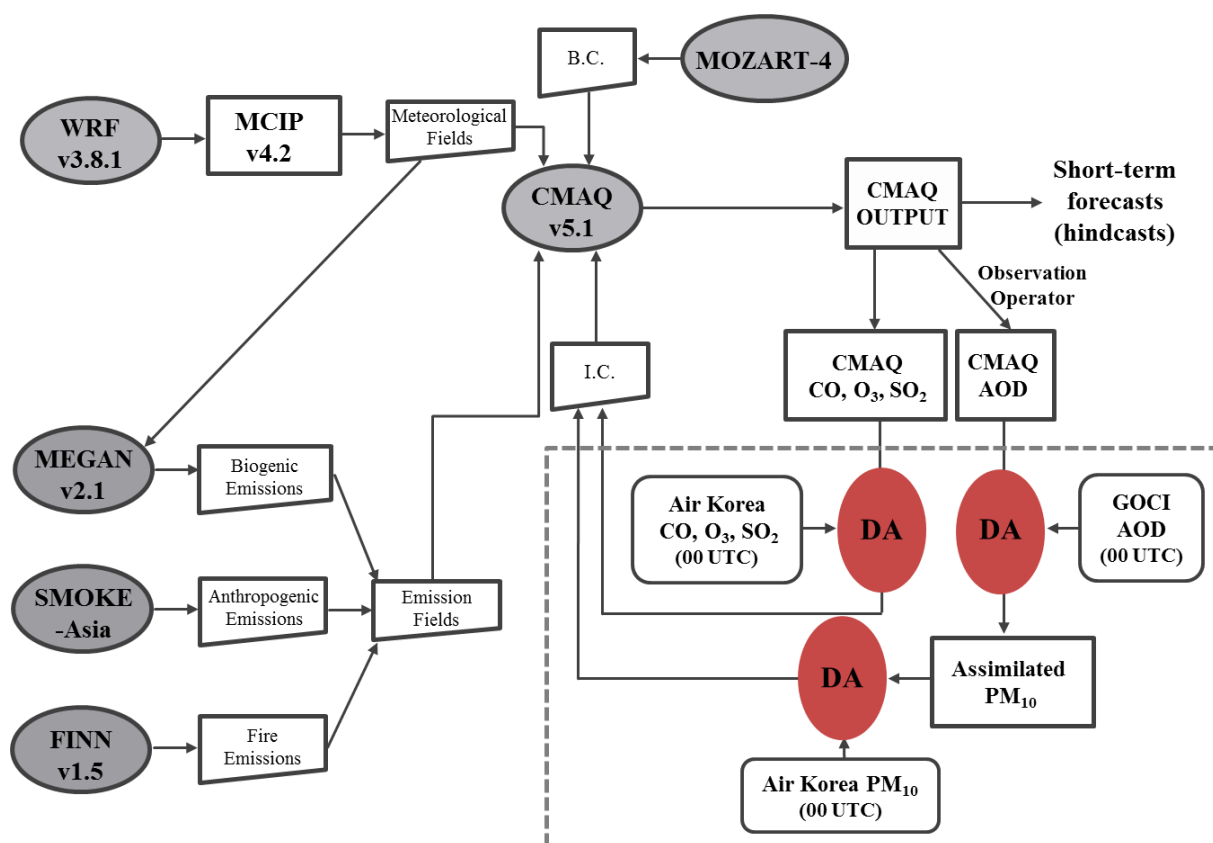 B.C.
MOZART-4
WRF
v3.8.1
MCIP
v4.2
Meteorological
Fields
CMAQ
v5.1
CMAQ
OUTPUT
Short-term
forecasts
(hindcasts)
Observation
Operator
I.C.
CMAQ
CO, O₃, SO₂
CMAQ
AOD
MEGAN
v2.1
Biogenic
Emissions
Air Korea
CO, O₃, SO₂
(00 UTC)
DA
DA
GOCI
AOD
(00 UTC)
SMOKE
-Asia
Anthropogenic
Emissions
Emission
Fields
DA
Assimilated
PM₁₀
FINN
v1.5
Fire
Emissions
Air Korea PM₁₀
(00 UTC)